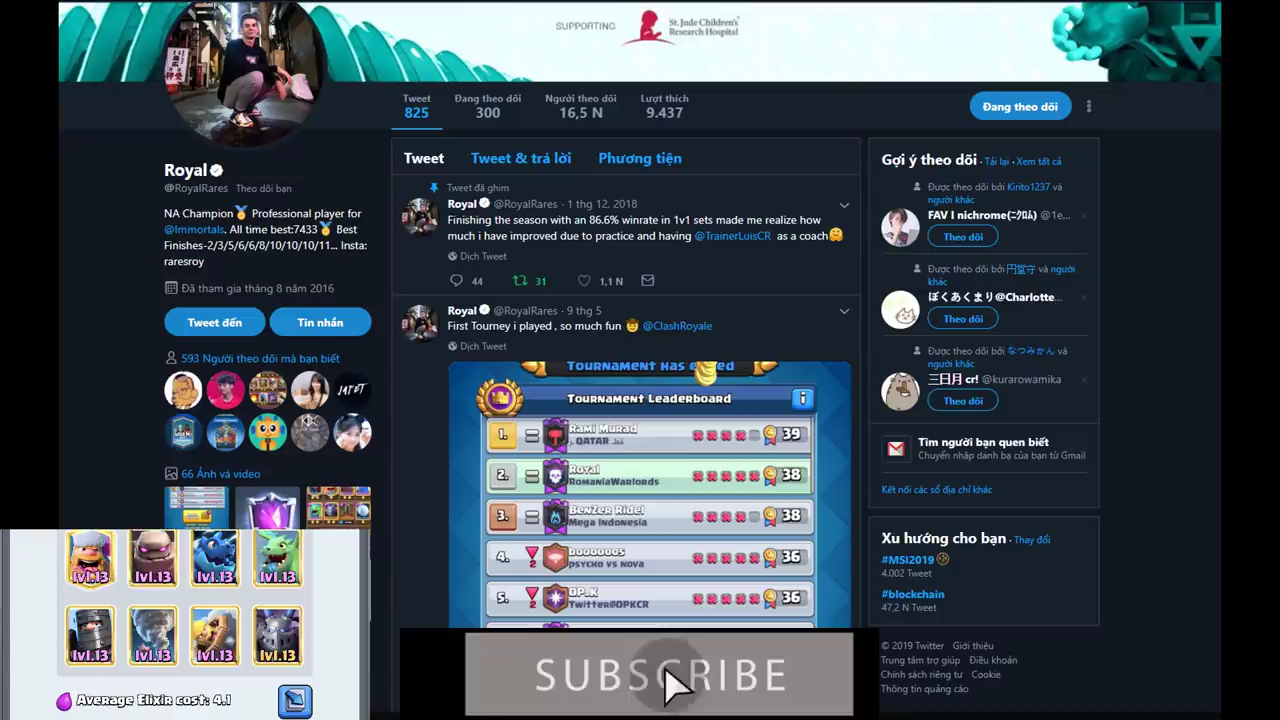 SUPPORTING
St. Jude Children's
Research Hospital
Tweet
825
Đang theo dõi
300
Người theo dõi
16,5 N
Lượt thích
9.437
Đang theo dõi
Royal
@RoyalRares Theo dõi bạn
NA Champion🏅 Professional player for
@Immortals. All time best:7433🏅 Best
Finishes-2/3/5/6/6/8/10/10/10/11... Insta:
raresroy
Đã tham gia tháng 8 năm 2016
Tweet đến
Tin nhắn
593 Người theo dõi mà bạn biết
JAPET
66 Ảnh và video
lvl.13 lvl.13 lvl.13 lvl.13
lvl.13 lvl.13 lvl.13 lvl.13
Average Elixir cost: 4.1
Tweet Tweet & trả lời Phương tiện
Tweet đã ghim
Royal @RoyalRares · 1 thg 12, 2018
Finishing the season with an 86.6% winrate in 1v1 sets made me realize how
much i have improved due to practice and having @TrainerLuisCR as a coach🤗
Dịch Tweet
44 31 1,1 N
Royal @RoyalRares · 9 thg 5
First Tourney i played , so much fun 🤠 @ClashRoyale
Dịch Tweet
Tournament Leaderboard
i
1. Rami Murad 39
2. Royal 38
RomaniaWarlords
3. BenZer Ridel 38
Mega Indonesia
4. 2 booooogs 36
PSYCHO VS NOVA
5. 2 OP_K 36
Twitter@OPKCR
SUBSCRIBE
Gợi ý theo dõi · Tải lại · Xem tất cả
Được theo dõi bởi Kirito1237 và
người khác
FAV I nichrome(ﾆｸﾛﾑ) @1e...
Theo dõi
Được theo dõi bởi 円堂守 và người
khác
ぼくあくまり@Charlotte...
Theo dõi
Được theo dõi bởi なつみかん và
người khác
三日月 cr! @kurarowamika
Theo dõi
Tìm người bạn quen biết
Chuyển nhập danh bạ của bạn từ Gmail
Kết nối các sổ địa chỉ khác
Xu hướng cho bạn · Thay đổi
#MSI2019
4.002 Tweet
#blockchain
47,2 N Tweet
© 2019 Twitter Giới thiệu
Trung tâm trợ giúp Điều khoản
Chính sách riêng tư Cookie
Thông tin quảng cáo